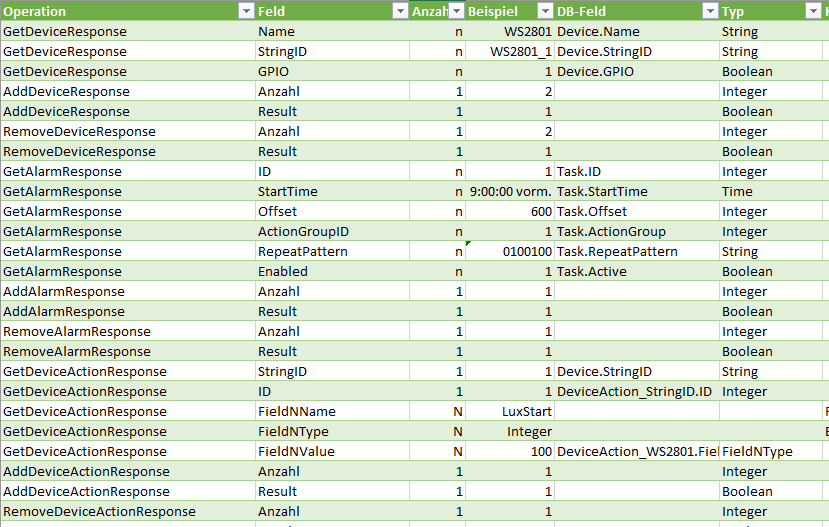 Operation Feld Anzah Beispiel DB-Feld Typ
GetDeviceResponse Name n WS2801 Device.Name String
GetDeviceResponse StringID n WS2801_1 Device.StringID String
GetDeviceResponse GPIO n 1 Device.GPIO Boolean
AddDeviceResponse Anzahl 1 2 Integer
AddDeviceResponse Result 1 1 Boolean
RemoveDeviceResponse Anzahl 1 2 Integer
RemoveDeviceResponse Result 1 1 Boolean
GetAlarmResponse ID n 1 Task.ID Integer
GetAlarmResponse StartTime n 9:00:00 vorm. Task.StartTime Time
GetAlarmResponse Offset n 600 Task.Offset Integer
GetAlarmResponse ActionGroupID n 1 Task.ActionGroup Integer
GetAlarmResponse RepeatPattern n 0100100 Task.RepeatPattern String
GetAlarmResponse Enabled n 1 Task.Active Boolean
AddAlarmResponse Anzahl 1 1 Integer
AddAlarmResponse Result 1 1 Boolean
RemoveAlarmResponse Anzahl 1 1 Integer
RemoveAlarmResponse Result 1 1 Boolean
GetDeviceActionResponse StringID 1 1 Device.StringID String
GetDeviceActionResponse ID 1 1 DeviceAction_StringID.ID Integer
GetDeviceActionResponse FieldNName N LuxStart
GetDeviceActionResponse FieldNType N Integer
GetDeviceActionResponse FieldNValue N 100 DeviceAction_WS2801.Fiel FieldNType
AddDeviceActionResponse Anzahl 1 1 Integer
AddDeviceActionResponse Result 1 1 Boolean
RemoveDeviceActionResponse Anzahl 1 1 Integer